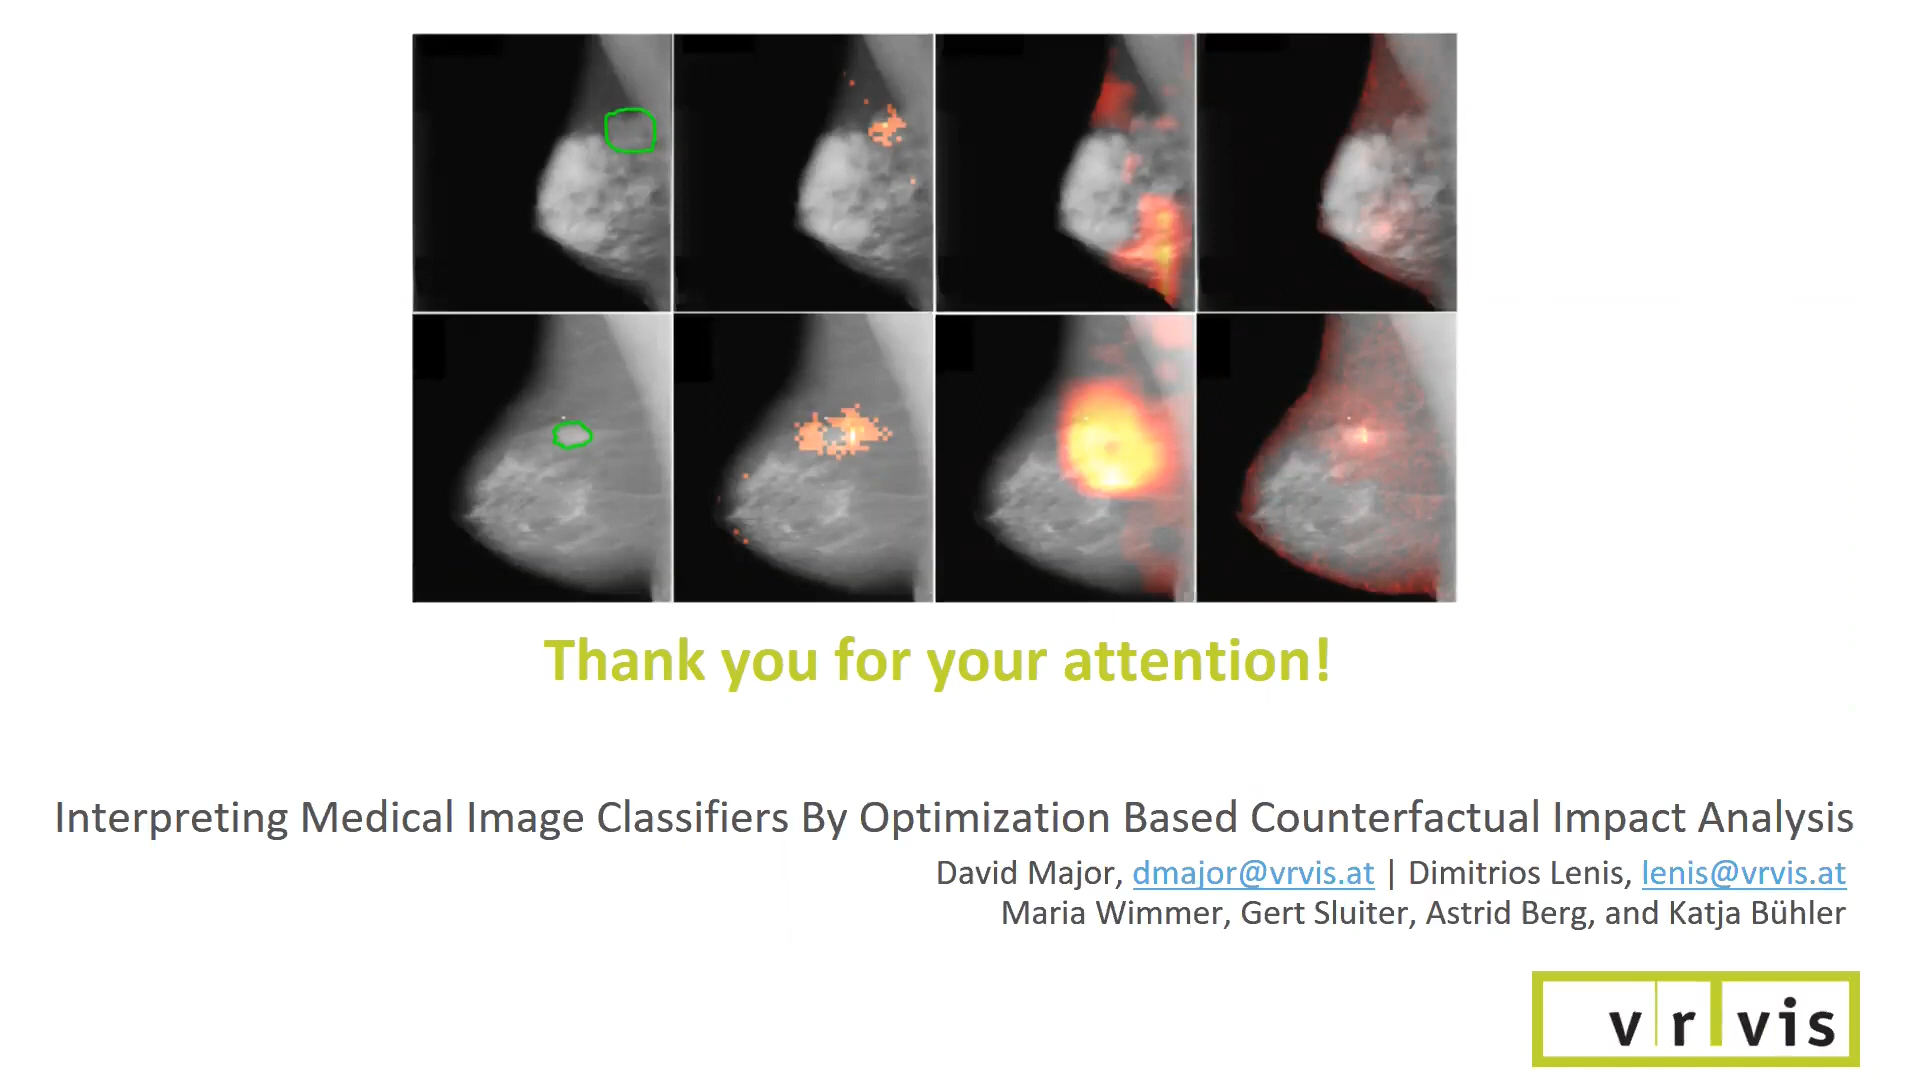 Thank you for your attention!
Interpreting Medical Image Classifiers By Optimization Based Counterfactual Impact Analysis
David Major, dmajor@vrvis.at | Dimitrios Lenis, lenis@vrvis.at
Maria Wimmer, Gert Sluiter, Astrid Berg, and Katja Bühler
vrvis